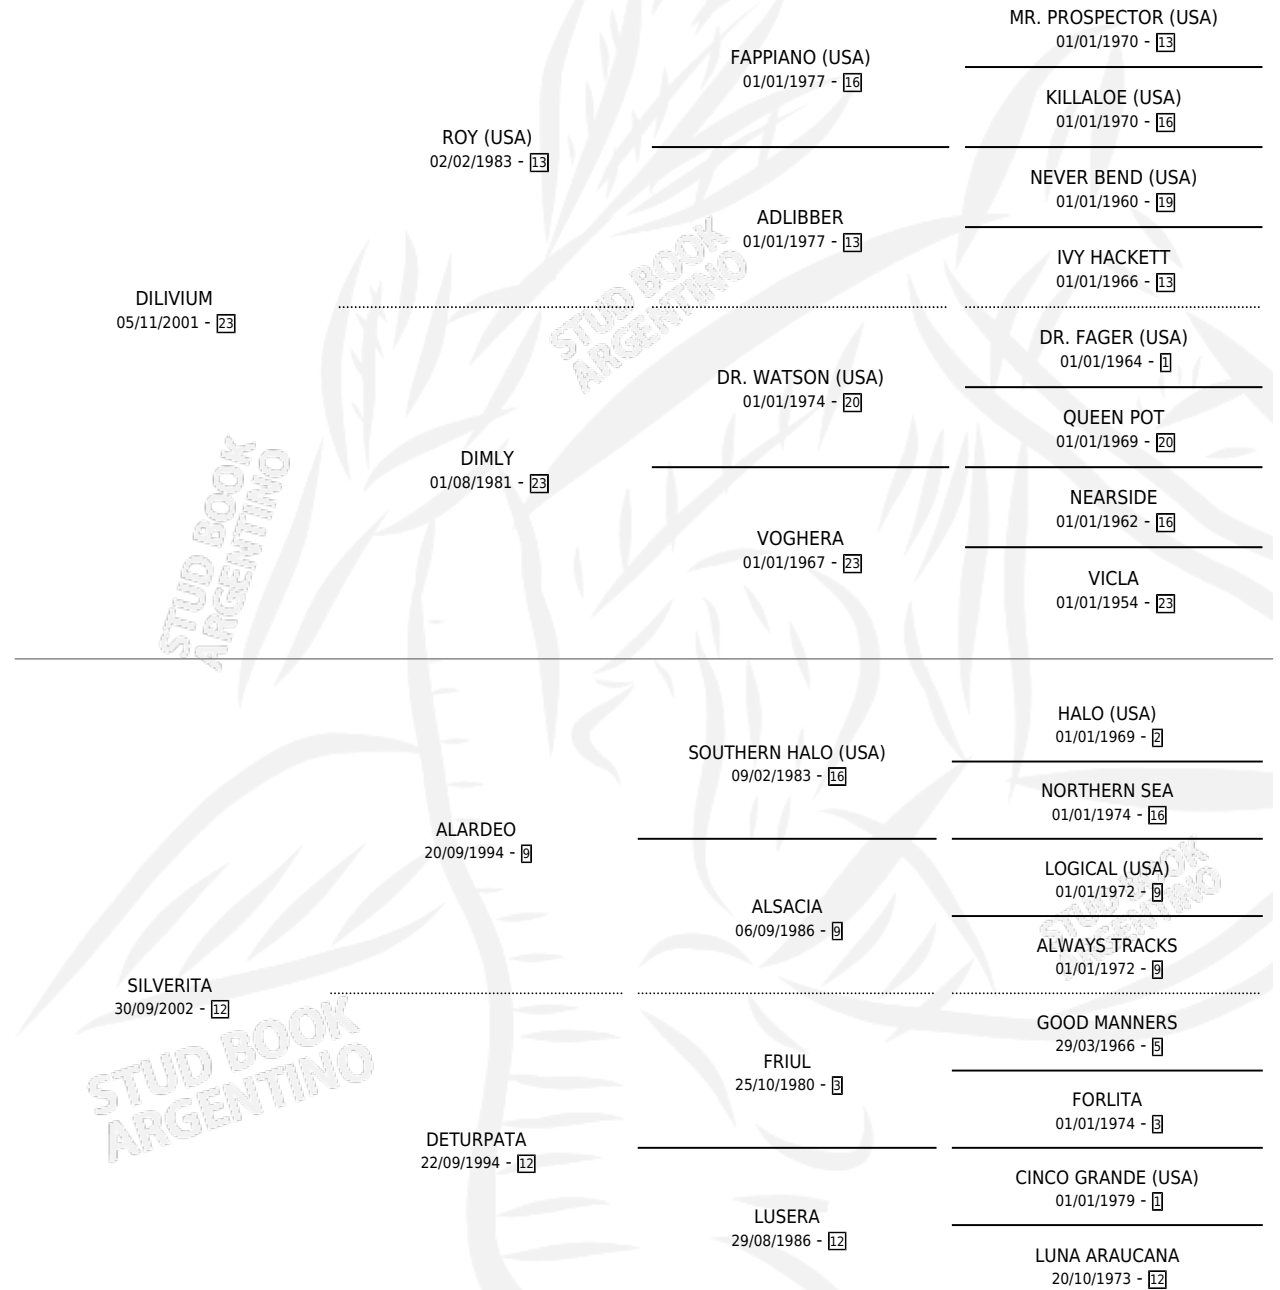 MR. PROSPECTOR (USA)
01/01/1970 - 13
FAPPIANO (USA)
01/01/1977 - 16
KILLALOE (USA)
01/01/1970 - 16
ROY (USA)
02/02/1983 - 13
NEVER BEND (USA)
01/01/1960 - 19
ADLIBBER
01/01/1977 - 13
IVY HACKETT
01/01/1966 - 13
DILIVIUM
05/11/2001 - 23
DR. FAGER (USA)
01/01/1964 - 1
DR. WATSON (USA)
01/01/1974 - 20
QUEEN POT
01/01/1969 - 20
DIMLY
01/08/1981 - 23
NEARSIDE
01/01/1962 - 16
VOGHERA
01/01/1967 - 23
VICLA
01/01/1954 - 23
HALO (USA)
01/01/1969 - 2
SOUTHERN HALO (USA)
09/02/1983 - 16
NORTHERN SEA
01/01/1974 - 16
ALARDEO
20/09/1994 - 9
LOGICAL (USA)
01/01/1972 - 9
ALSACIA
06/09/1986 - 9
ALWAYS TRACKS
01/01/1972 - 9
SILVERITA
30/09/2002 - 12
GOOD MANNERS
29/03/1966 - 5
FRIUL
25/10/1980 - 3
FORLITA
01/01/1974 - 3
DETURPATA
22/09/1994 - 12
CINCO GRANDE (USA)
01/01/1979 - 1
LUSERA
29/08/1986 - 12
LUNA ARAUCANA
20/10/1973 - 12
STUD BOOK
ARGENTINO
STUD BOOK
ARGENTINO
STUD BOOK
ARGENTINO
STUD BOOK
ARGENTINO